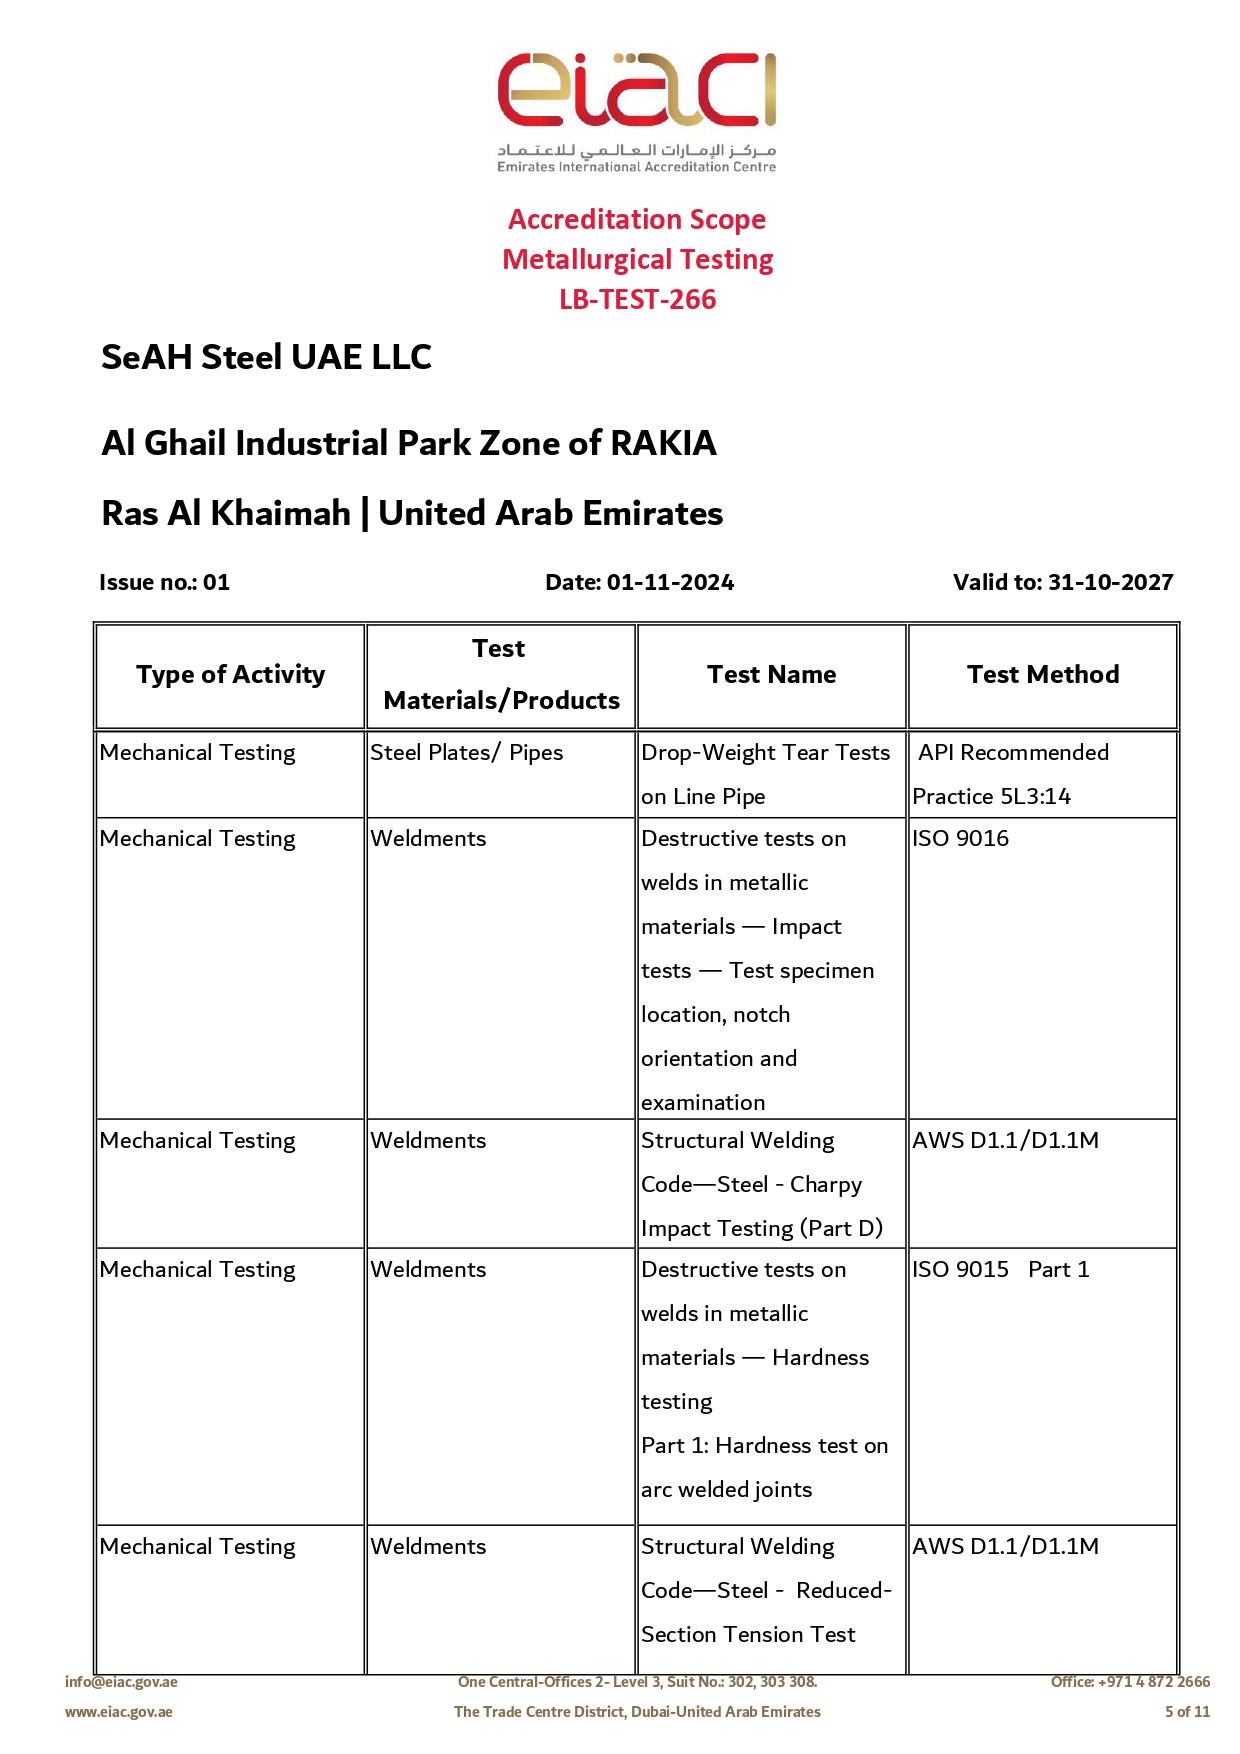 eiaci
مركز الإمارات العالمي للاعتماد
Emirates International Accreditation Centre
Accreditation Scope
Metallurgical Testing
LB-TEST-266
SeAH Steel UAE LLC
Al Ghail Industrial Park Zone of RAKIA
Ras Al Khaimah | United Arab Emirates
Issue no.: 01 Date: 01-11-2024 Valid to: 31-10-2027
Type of Activity
Test
Materials/Products
Test Name
Test Method
Mechanical Testing
Steel Plates/ Pipes
Drop-Weight Tear Tests
on Line Pipe
API Recommended
Practice 5L3:14
Mechanical Testing
Weldments
Destructive tests on
welds in metallic
materials — Impact
tests — Test specimen
location, notch
orientation and
examination
ISO 9016
Mechanical Testing
Weldments
Structural Welding
Code—Steel - Charpy
Impact Testing (Part D)
AWS D1.1/D1.1M
Mechanical Testing
Weldments
Destructive tests on
welds in metallic
materials — Hardness
testing
Part 1: Hardness test on
arc welded joints
ISO 9015 Part 1
Mechanical Testing
Weldments
Structural Welding
Code—Steel - Reduced-
Section Tension Test
AWS D1.1/D1.1M
info@eiac.gov.ae One Central-Offices 2- Level 3, Suit No.: 302, 303 308. Office: +971 4 872 2666
www.eiac.gov.ae The Trade Centre District, Dubai-United Arab Emirates 5 of 11